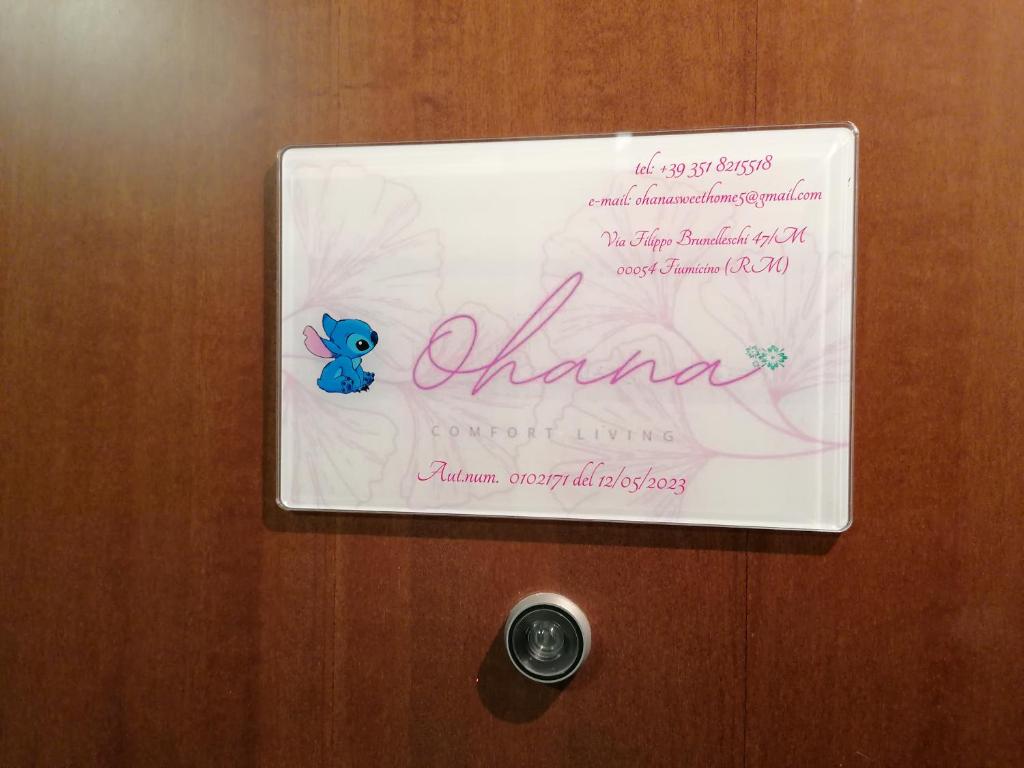 tel: +39 351 8215518
e-mail: ohanasweethome5@gmail.com
Via Filippo Brunelleschi 47/M
00054 Fiumicino (RM)
Ohana
COMFORT LIVING
Aut.num. 0102171 del 12/05/2023